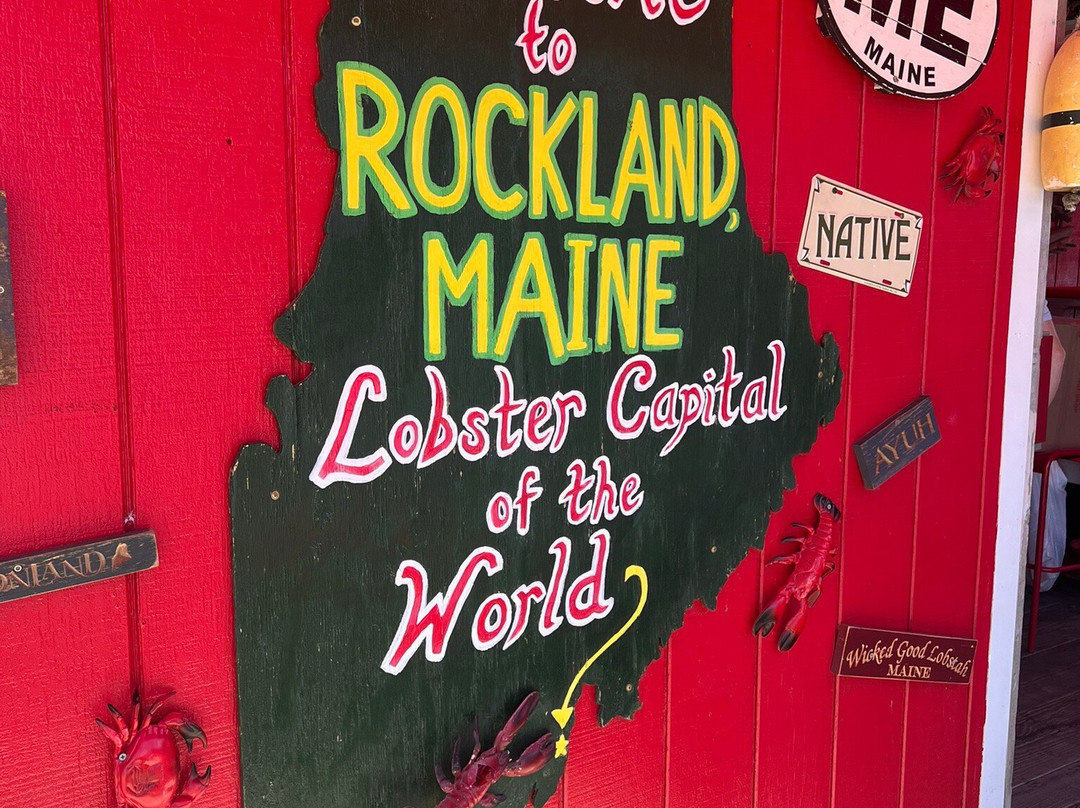 to
ROCKLAND,
MAINE
Lobster Capital
of the
World
ME
MAINE
NATIVE
AYUH
Wicked Good Lobstah
MAINE